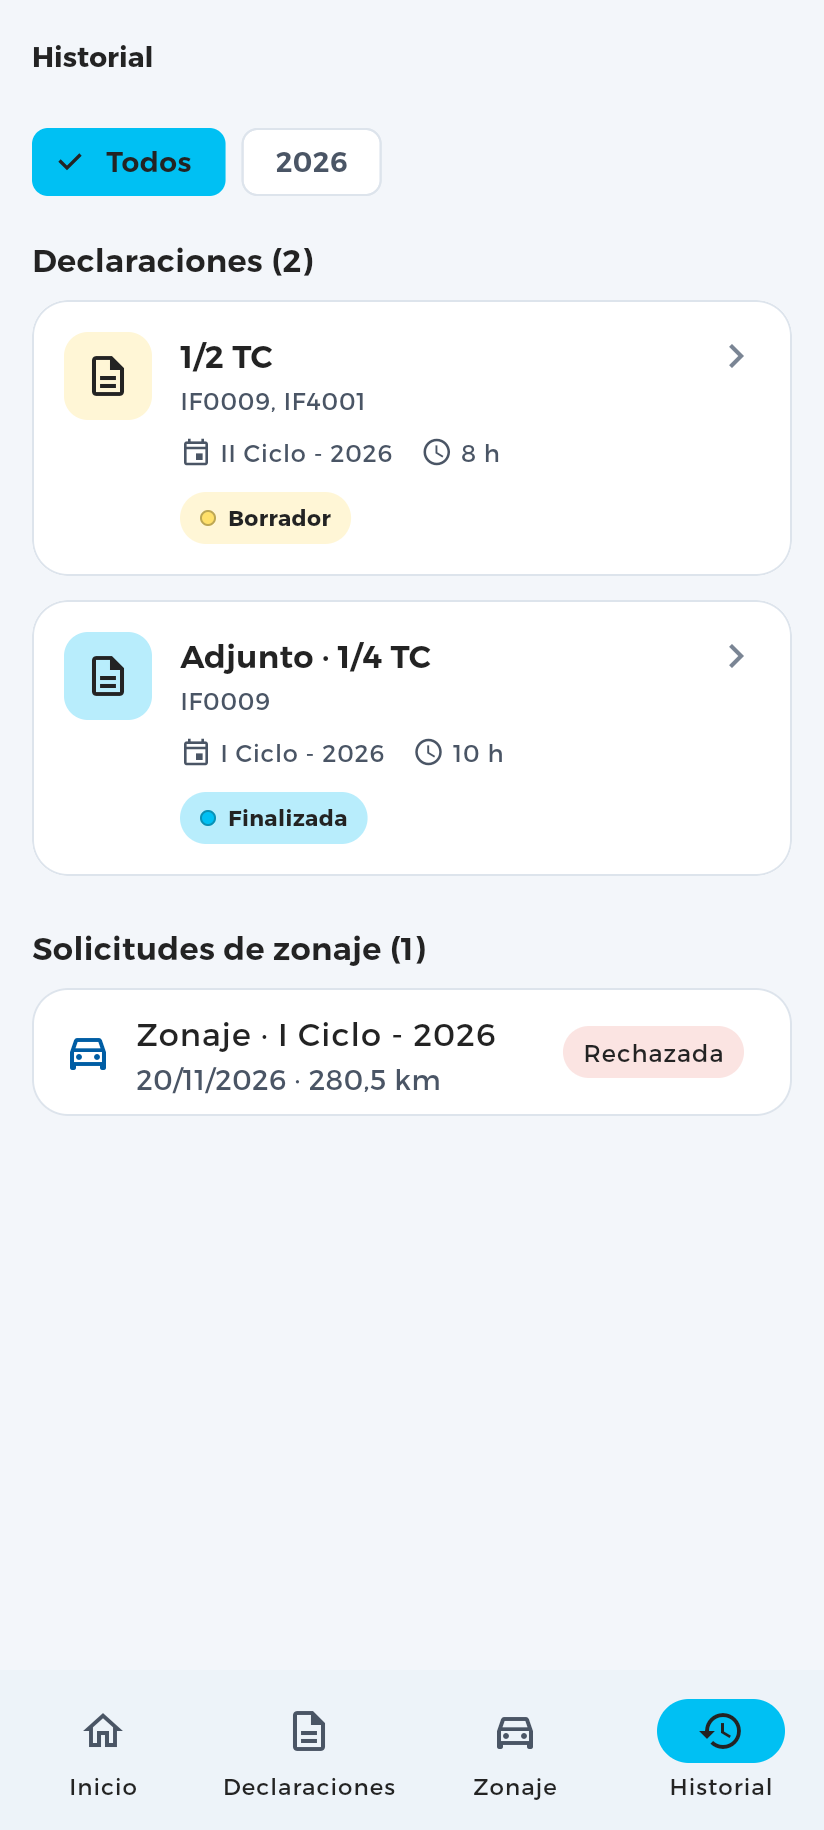 Historial
Todos
2026
Declaraciones (2)
1/2 TC
IF0009, IF4001
II Ciclo - 2026
8 h
Borrador
Adjunto · 1/4 TC
IF0009
I Ciclo - 2026
10 h
Finalizada
Solicitudes de zonaje (1)
Zonaje · I Ciclo - 2026
20/11/2026 · 280,5 km
Rechazada
Inicio
Declaraciones
Zonaje
Historial